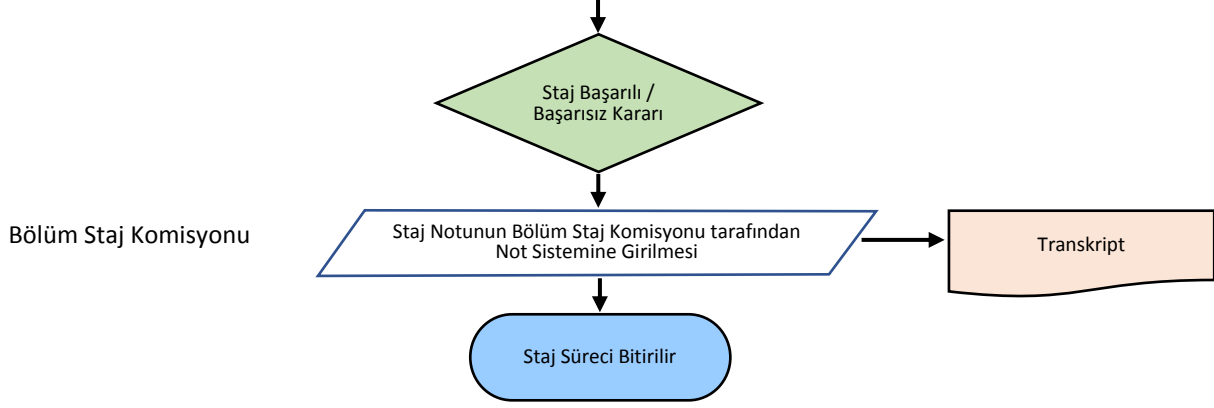 Staj Başarılı /
Başarısız Kararı
Bölüm Staj Komisyonu
Staj Notunun Bölüm Staj Komisyonu tarafından
Not Sistemine Girilmesi
Transkript
Staj Süreci Bitirilir